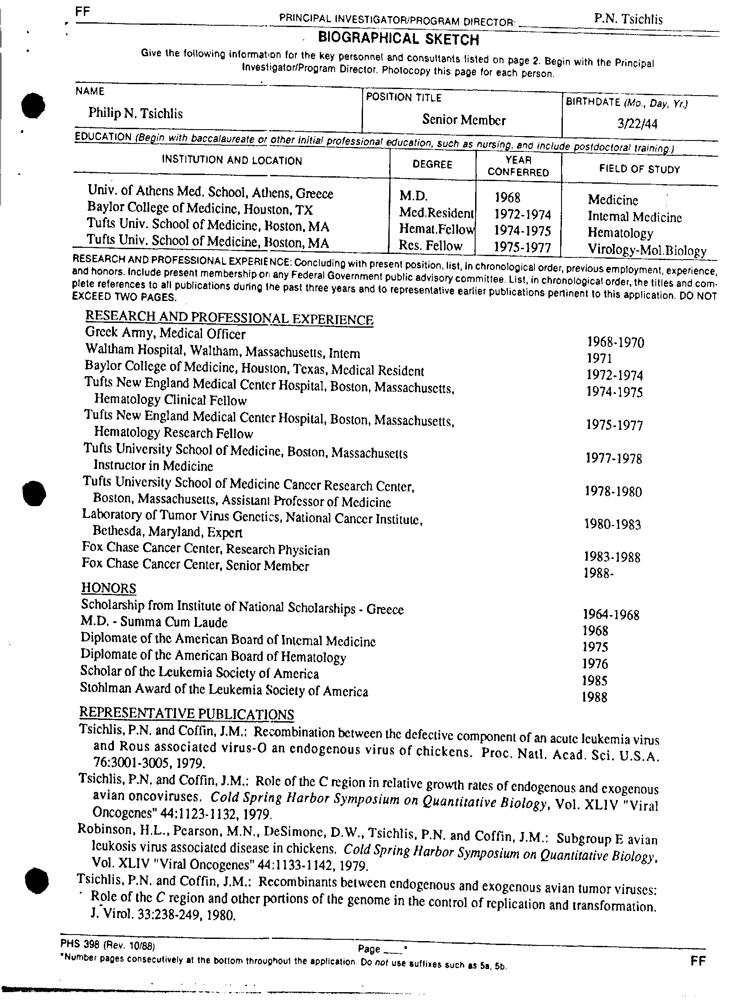 FF
PRINCIPAL INVESTIGATOR/PROGRAM DIRECTOR: P.N. Tsichlis
BIOGRAPHICAL SKETCH
Give the following information for the key personnel and consultants listed on page 2. Begin with the Principal
Investigator/Program Director. Photocopy this page for each person.
NAME
Philip N. Tsichlis
POSITION TITLE
Senior Member
BIRTHDATE (Mo., Day, Yr.)
3/22/44
EDUCATION (Begin with baccalaureate or other initial professional education, such as nursing, and include postdoctoral training.)
INSTITUTION AND LOCATION DEGREE YEAR CONFERRED FIELD OF STUDY
Univ. of Athens Med. School, Athens, Greece M.D. 1968 Medicine
Baylor College of Medicine, Houston, TX Med.Resident 1972-1974 Internal Medicine
Tufts Univ. School of Medicine, Boston, MA Hemat.Fellow 1974-1975 Hematology
Tufts Univ. School of Medicine, Boston, MA Res. Fellow 1975-1977 Virology-Mol.Biology
RESEARCH AND PROFESSIONAL EXPERIENCE: Concluding with present position, list, in chronological order, previous employment, experience,
and honors. Include present membership on any Federal Government public advisory committee. List, in chronological order, the titles and com-
plete references to all publications during the past three years and to representative earlier publications pertinent to this application. DO NOT
EXCEED TWO PAGES.
RESEARCH AND PROFESSIONAL EXPERIENCE
Greek Army, Medical Officer 1968-1970
Waltham Hospital, Waltham, Massachusetts, Intern 1971
Baylor College of Medicine, Houston, Texas, Medical Resident 1972-1974
Tufts New England Medical Center Hospital, Boston, Massachusetts, 1974-1975
Hematology Clinical Fellow
Tufts New England Medical Center Hospital, Boston, Massachusetts, 1975-1977
Hematology Research Fellow
Tufts University School of Medicine, Boston, Massachusetts 1977-1978
Instructor in Medicine
Tufts University School of Medicine Cancer Research Center, 1978-1980
Boston, Massachusetts, Assistant Professor of Medicine
Laboratory of Tumor Virus Genetics, National Cancer Institute, 1980-1983
Bethesda, Maryland, Expert
Fox Chase Cancer Center, Research Physician 1983-1988
Fox Chase Cancer Center, Senior Member 1988-
HONORS
Scholarship from Institute of National Scholarships - Greece 1964-1968
M.D. - Summa Cum Laude 1968
Diplomate of the American Board of Internal Medicine 1975
Diplomate of the American Board of Hematology 1976
Scholar of the Leukemia Society of America 1985
Stohlman Award of the Leukemia Society of America 1988
REPRESENTATIVE PUBLICATIONS
Tsichlis, P.N. and Coffin, J.M.: Recombination between the defective component of an acute leukemia virus
and Rous associated virus-O an endogenous virus of chickens. Proc. Natl. Acad. Sci. U.S.A.
76:3001-3005, 1979.
Tsichlis, P.N. and Coffin, J.M.: Role of the C region in relative growth rates of endogenous and exogenous
avian oncoviruses. Cold Spring Harbor Symposium on Quantitative Biology, Vol. XLIV "Viral
Oncogenes" 44:1123-1132, 1979.
Robinson, H.L., Pearson, M.N., DeSimone, D.W., Tsichlis, P.N. and Coffin, J.M.: Subgroup E avian
leukosis virus associated disease in chickens. Cold Spring Harbor Symposium on Quantitative Biology,
Vol. XLIV "Viral Oncogenes" 44:1133-1142, 1979.
Tsichlis, P.N. and Coffin, J.M.: Recombinants between endogenous and exogenous avian tumor viruses:
Role of the C region and other portions of the genome in the control of replication and transformation.
J. Virol. 33:238-249, 1980.
PHS 398 (Rev. 10/88) Page ___*
*Number pages consecutively at the bottom throughout the application. Do not use suffixes such as 5a, 5b.
FF